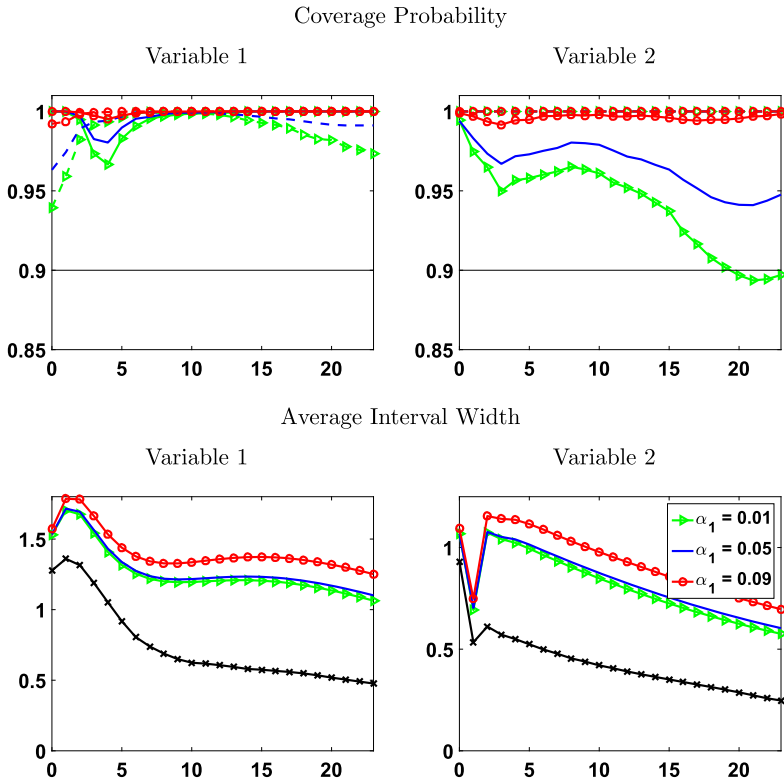 Coverage Probability
Variable 1 Variable 2
1 1
0.95 0.95
0.9 0.9
0.85 0.85
0 5 10 15 20 0 5 10 15 20
Average Interval Width
Variable 1 Variable 2
1.5
1
0.5
0
0 5 10 15 20
1
0.5
0
0 5 10 15 20
α1 = 0.01
α1 = 0.05
α1 = 0.09